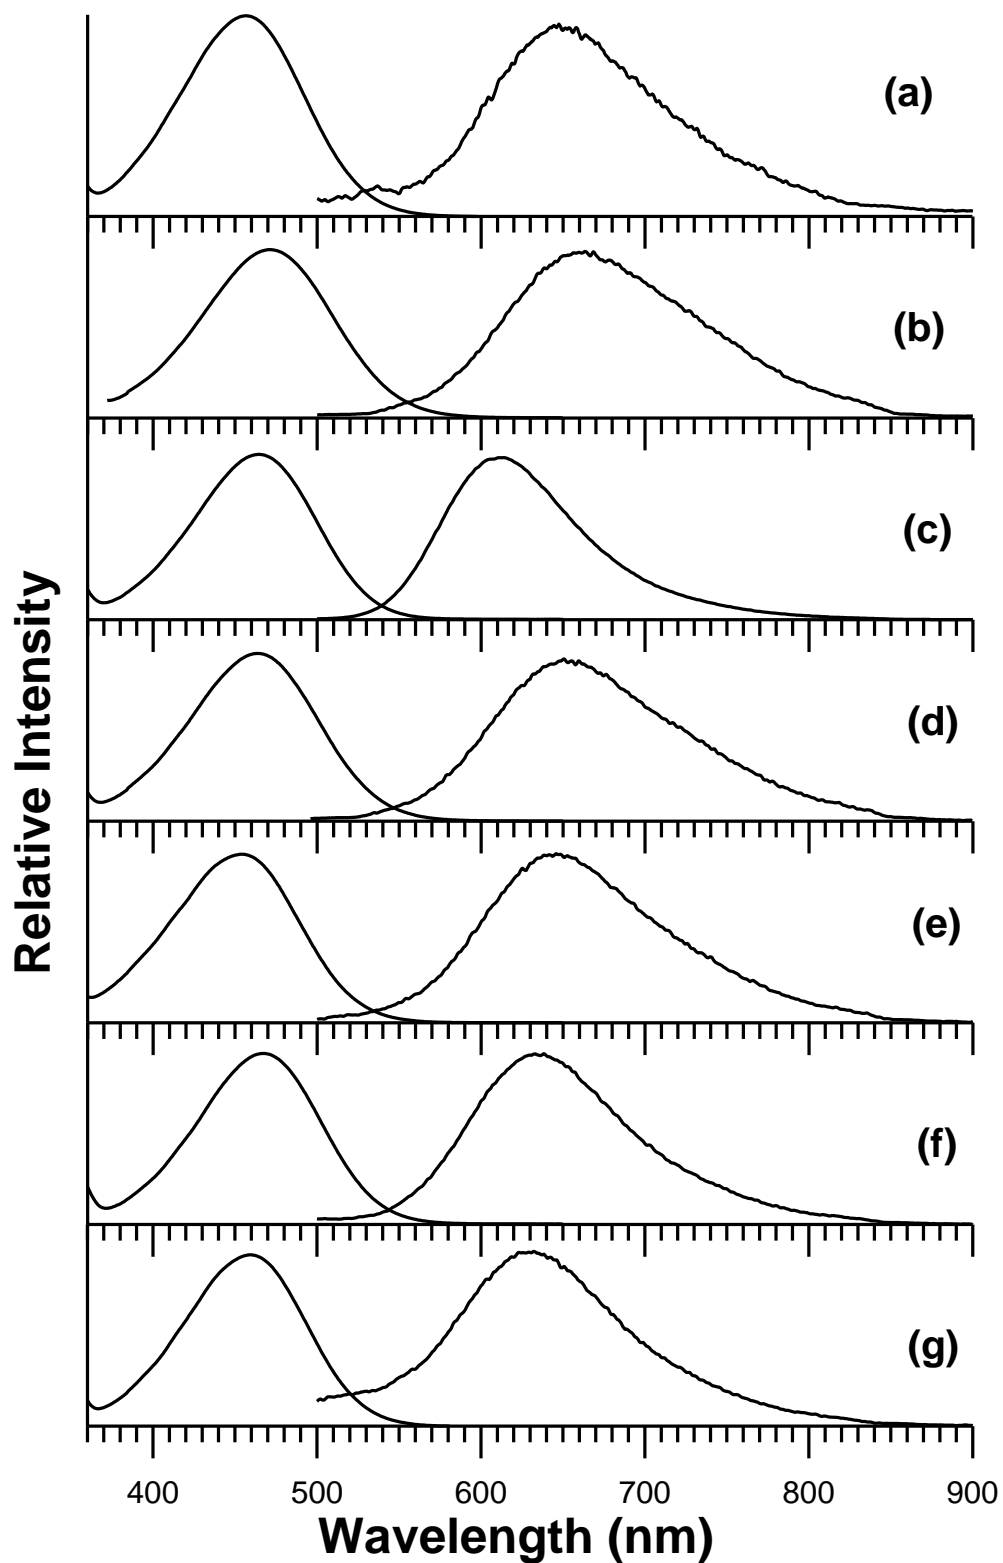 (a)
(b)
(c)
(d)
(e)
(f)
(g)
Relative Intensity
400 500 600 700 800 900
Wavelength (nm)